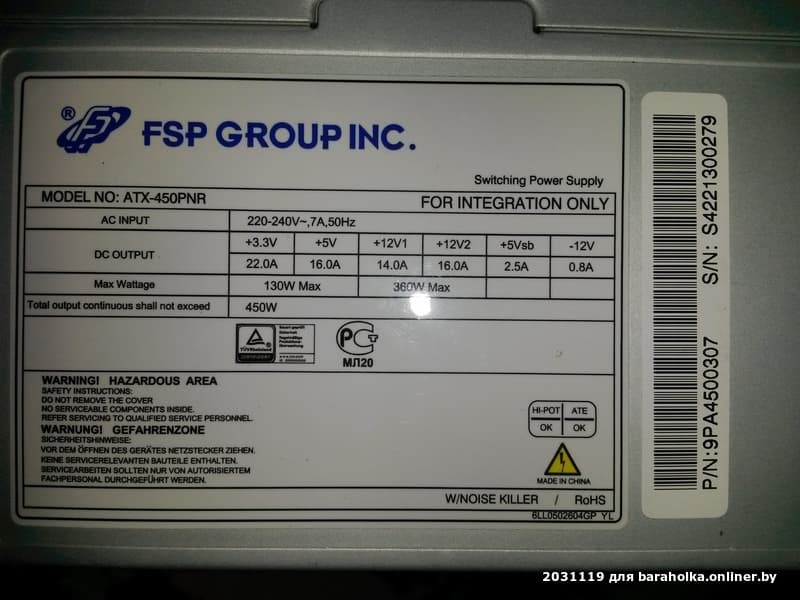 ® FSP GROUP INC.
Switching Power Supply
MODEL NO: ATX-450PNR FOR INTEGRATION ONLY
AC INPUT 220-240V~,7A,50Hz
DC OUTPUT +3.3V +5V +12V1 +12V2 +5Vsb -12V
22.0A 16.0A 14.0A 16.0A 2.5A 0.8A
Max Wattage 130W Max 360W Max
Total output continuous shall not exceed 450W
МЛ20
WARNING! HAZARDOUS AREA
SAFETY INSTRUCTIONS:
DO NOT REMOVE THE COVER
NO SERVICEABLE COMPONENTS INSIDE.
REFER SERVICING TO QUALIFIED SERVICE PERSONNEL.
WARNUNG! GEFAHRENZONE
SICHERHEITSHINWEISE:
VOR DEM ÖFFNEN DES GERÄTES NETZSTECKER ZIEHEN.
KEINE SERVICERELEVANTEN BAUTEILE ENTHALTEN.
SERVICEARBEITEN SOLLTEN NUR VON AUTORISIERTEM
FACHPERSONAL DURCHGEFÜHRT WERDEN.
HI-POT ATE
OK OK
MADE IN CHINA
W/NOISE KILLER / RoHS
6LL0502604GP YL
P/N:9PA4500307 S/N: S4221300279
2031119 для baraholka.onliner.by